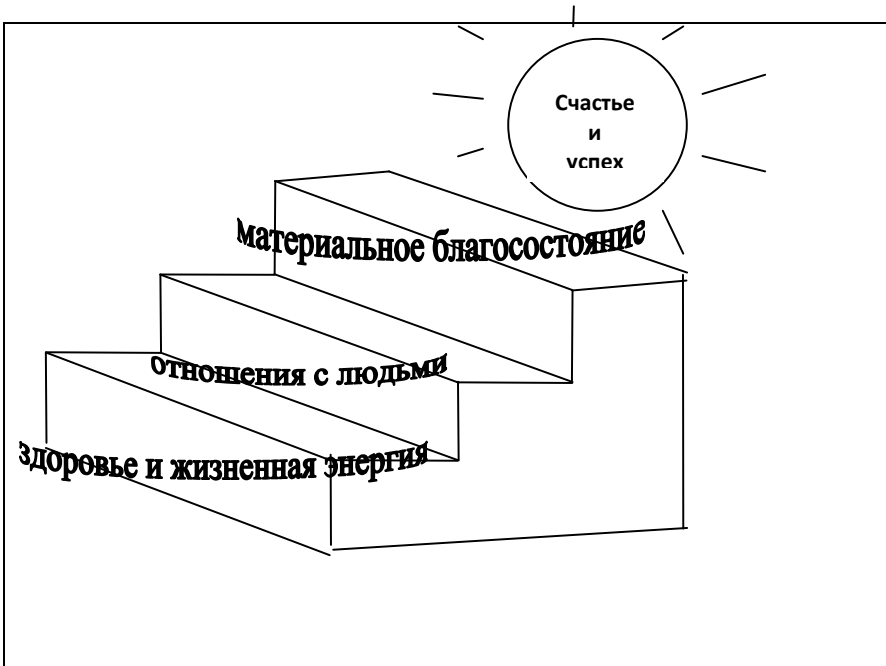 Счастье
и
успех
материальное благосостояние
отношения с людьми
здоровье и жизненная энергия